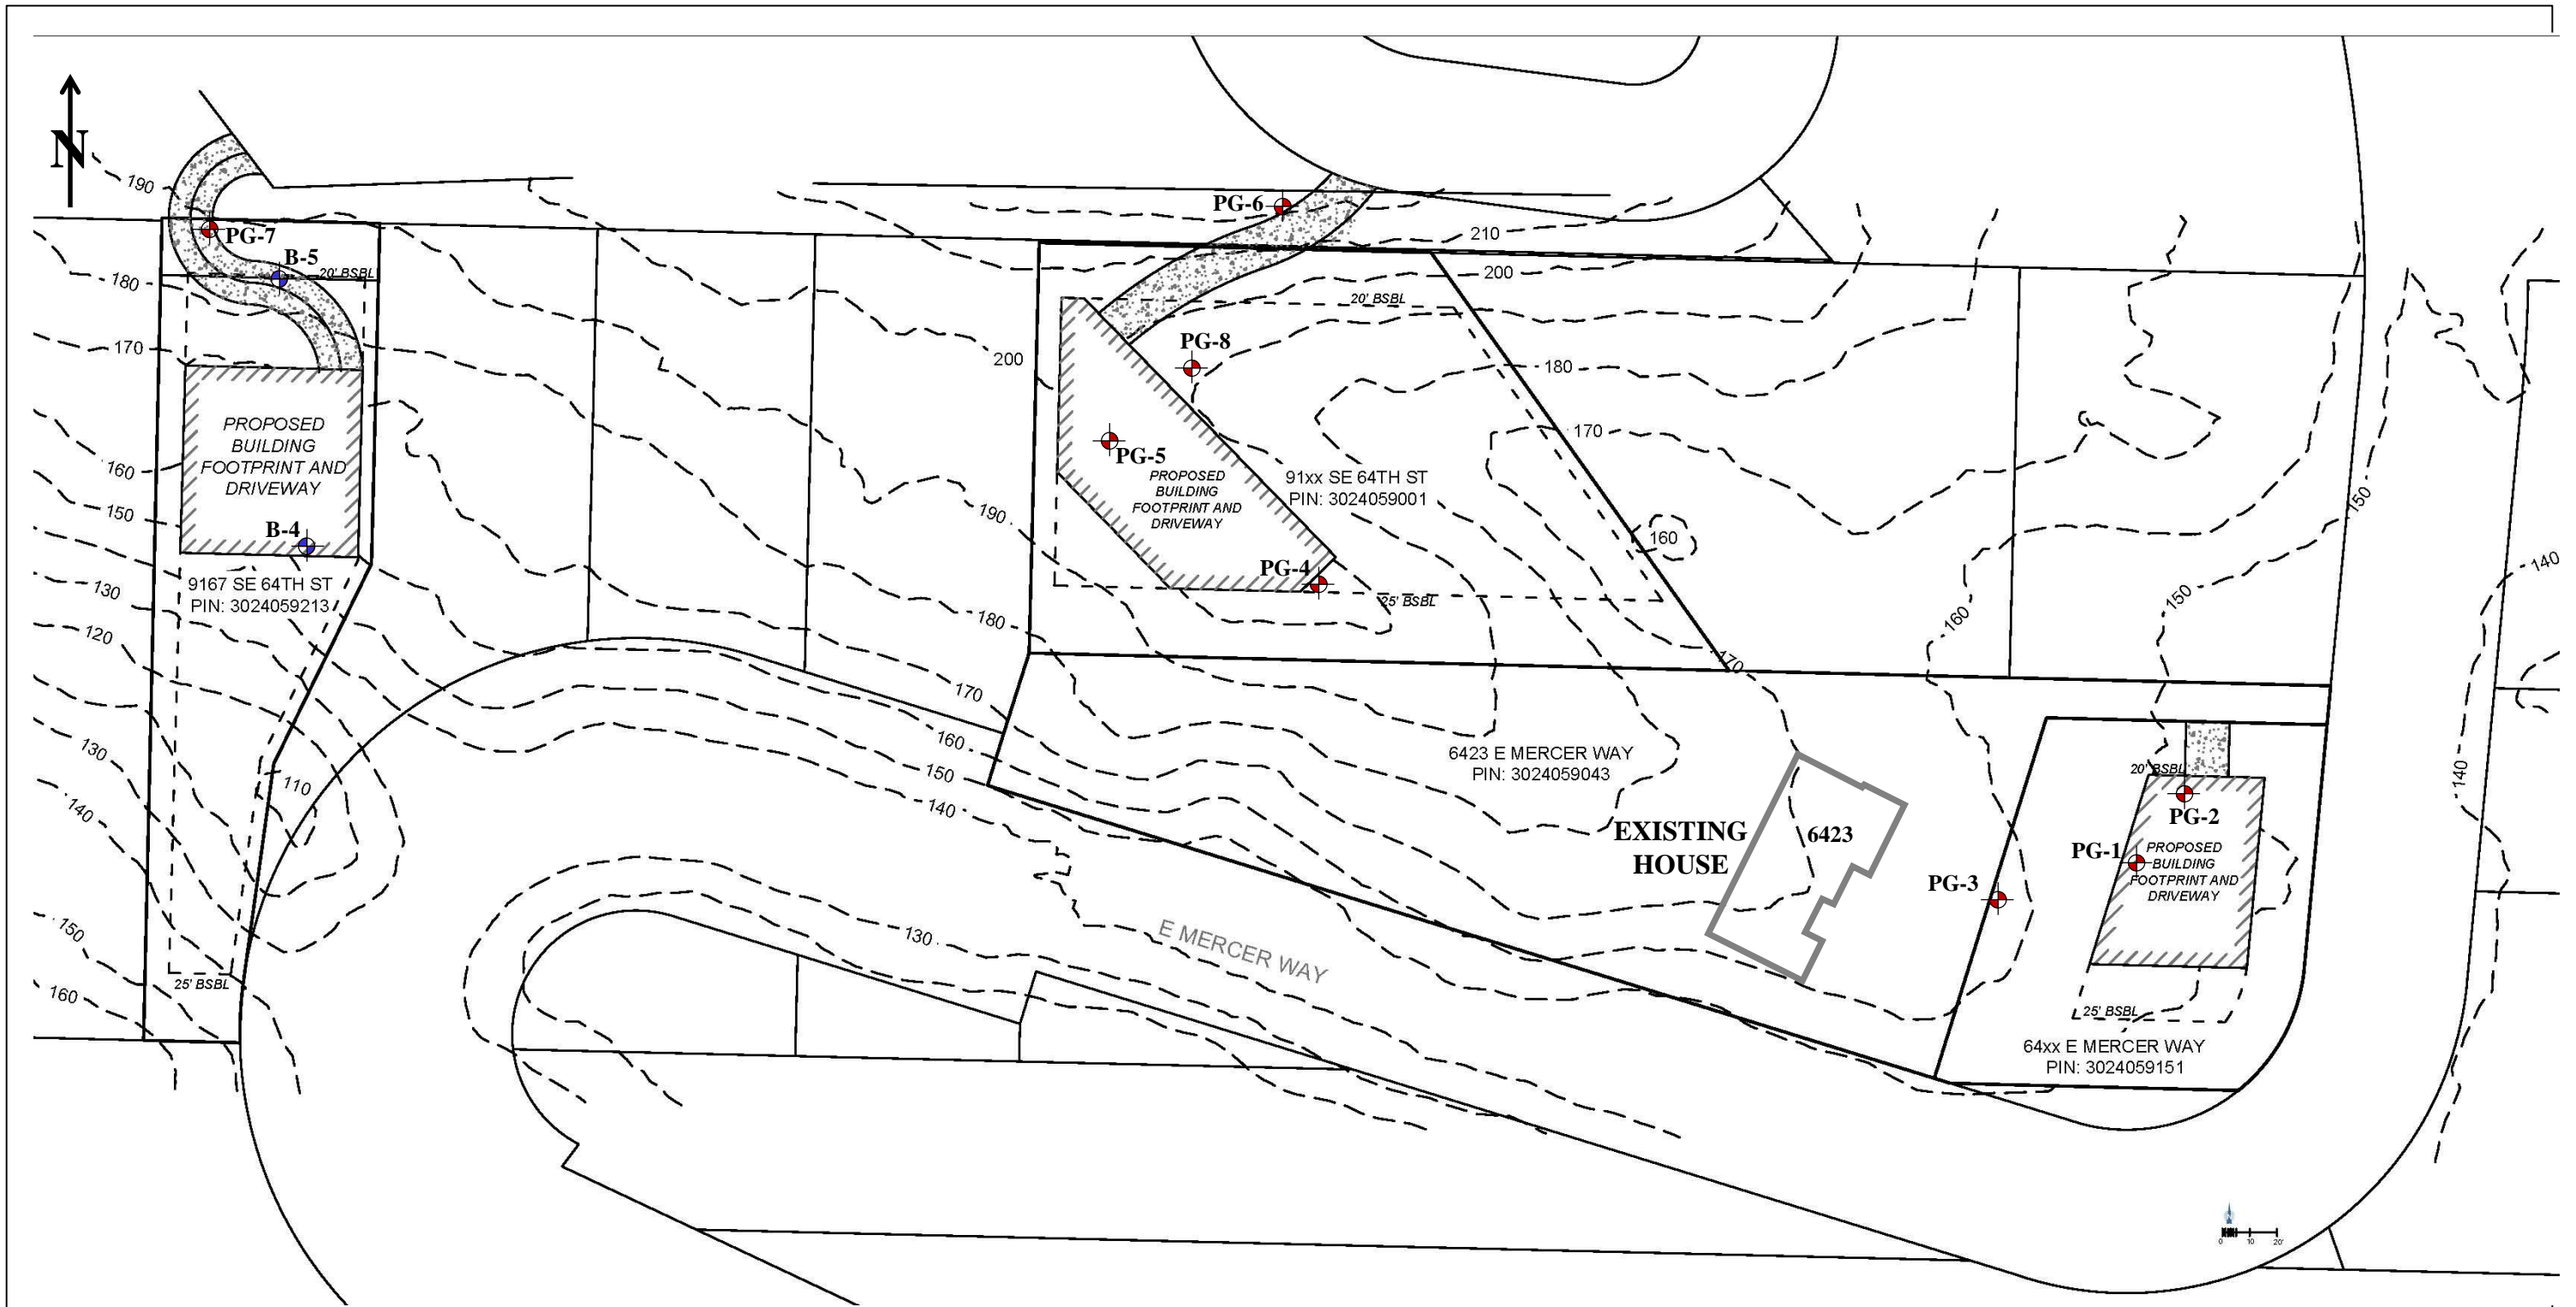 N
190
PG-7
B-5
20' BSBL
180
170
PROPOSED
BUILDING
FOOTPRINT AND
DRIVEWAY
160
150
B-4
9167 SE 64TH ST
PIN: 3024059213
130
120
130
110
140
150
25' BSBL
160
PG-6
210
200
20' BSBL
PG-8
200
180
PG-5
170
PROPOSED
BUILDING
FOOTPRINT AND
DRIVEWAY
91xx SE 64TH ST
PIN: 3024059001
190
160
PG-4
25' BSBL
180
170
170
160
150
140
6423 E MERCER WAY
PIN: 3024059043
EXISTING
HOUSE
6423
130
E MERCER WAY
150
140
150
160
140
20' BSBL
PG-2
PG-1
PROPOSED
BUILDING
FOOTPRINT AND
DRIVEWAY
PG-3
25' BSBL
64xx E MERCER WAY
PIN: 3024059151
0 10 20'